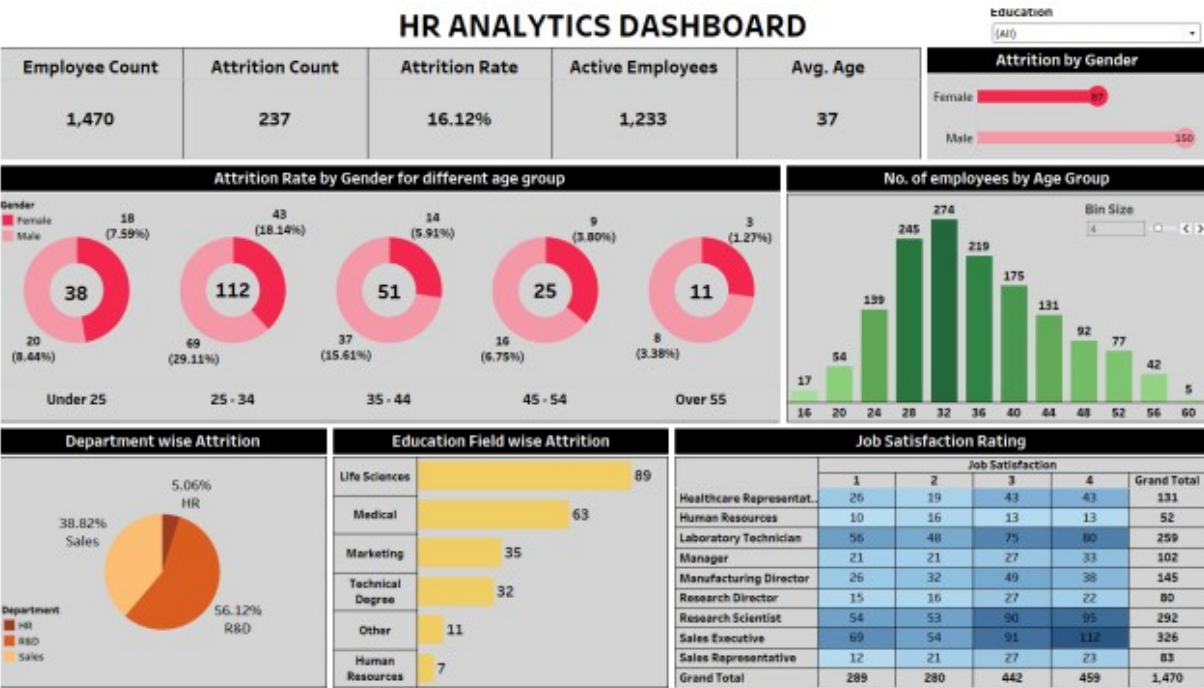 HR ANALYTICS DASHBOARD
Education
(All)
Employee Count
1,470
Attrition Count
237
Attrition Rate
16.12%
Active Employees
1,233
Avg. Age
37
Attrition by Gender
Female 87
Male 150
Attrition Rate by Gender for different age group
Gender
Female
Male
18
(7.59%)
38
20
(8.44%)
Under 25
43
(18.14%)
112
69
(29.11%)
25 - 34
14
(5.91%)
51
37
(15.61%)
35 - 44
9
(3.80%)
25
16
(6.75%)
45 - 54
3
(1.27%)
11
8
(3.38%)
Over 55
No. of employees by Age Group
Bin Size
4
17 54 139 245 274 219 175 131 92 77 42 5
16 20 24 28 32 36 40 44 48 52 56 60
Department wise Attrition
5.06%
HR
38.82%
Sales
56.12%
R&D
Department
HR
R&D
Sales
Education Field wise Attrition
Life Sciences 89
Medical 63
Marketing 35
Technical
Degree 32
Other 11
Human
Resources 7
Job Satisfaction Rating
Job Satisfaction
1 2 3 4 Grand Total
Healthcare Representat.. 26 19 43 43 131
Human Resources 10 16 13 13 52
Laboratory Technician 56 48 75 80 259
Manager 21 21 27 33 102
Manufacturing Director 26 32 49 38 145
Research Director 15 16 27 22 80
Research Scientist 54 53 90 95 292
Sales Executive 69 54 91 112 326
Sales Representative 12 21 27 23 83
Grand Total 289 280 442 459 1,470